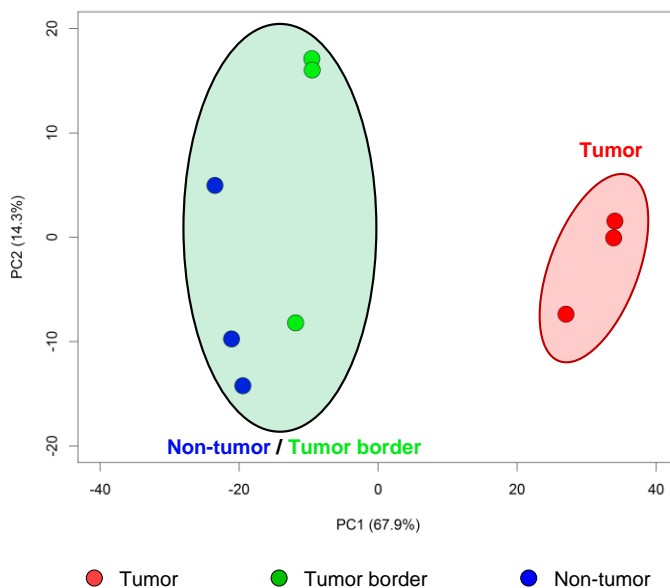 20
10
0
-10
-20
PC2 (14.3%)
Tumor
Non-tumor / Tumor border
-40
-20
0
20
40
PC1 (67.9%)
Tumor
Tumor border
Non-tumor